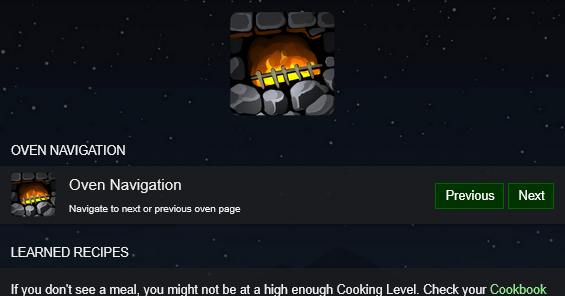 OVEN NAVIGATION
Oven Navigation
Navigate to next or previous oven page
Previous
Next
LEARNED RECIPES
If you don't see a meal, you might not be at a high enough Cooking Level. Check your Cookbook